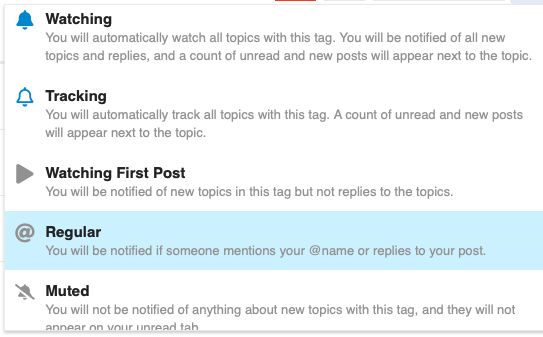 Watching
You will automatically watch all topics with this tag. You will be notified of all new
topics and replies, and a count of unread and new posts will appear next to the topic.
Tracking
You will automatically track all topics with this tag. A count of unread and new posts
will appear next to the topic.
Watching First Post
You will be notified of new topics in this tag but not replies to the topics.
@ Regular
You will be notified if someone mentions your @name or replies to your post.
Muted
You will not be notified of anything about new topics with this tag, and they will not
appear on your unread tab.